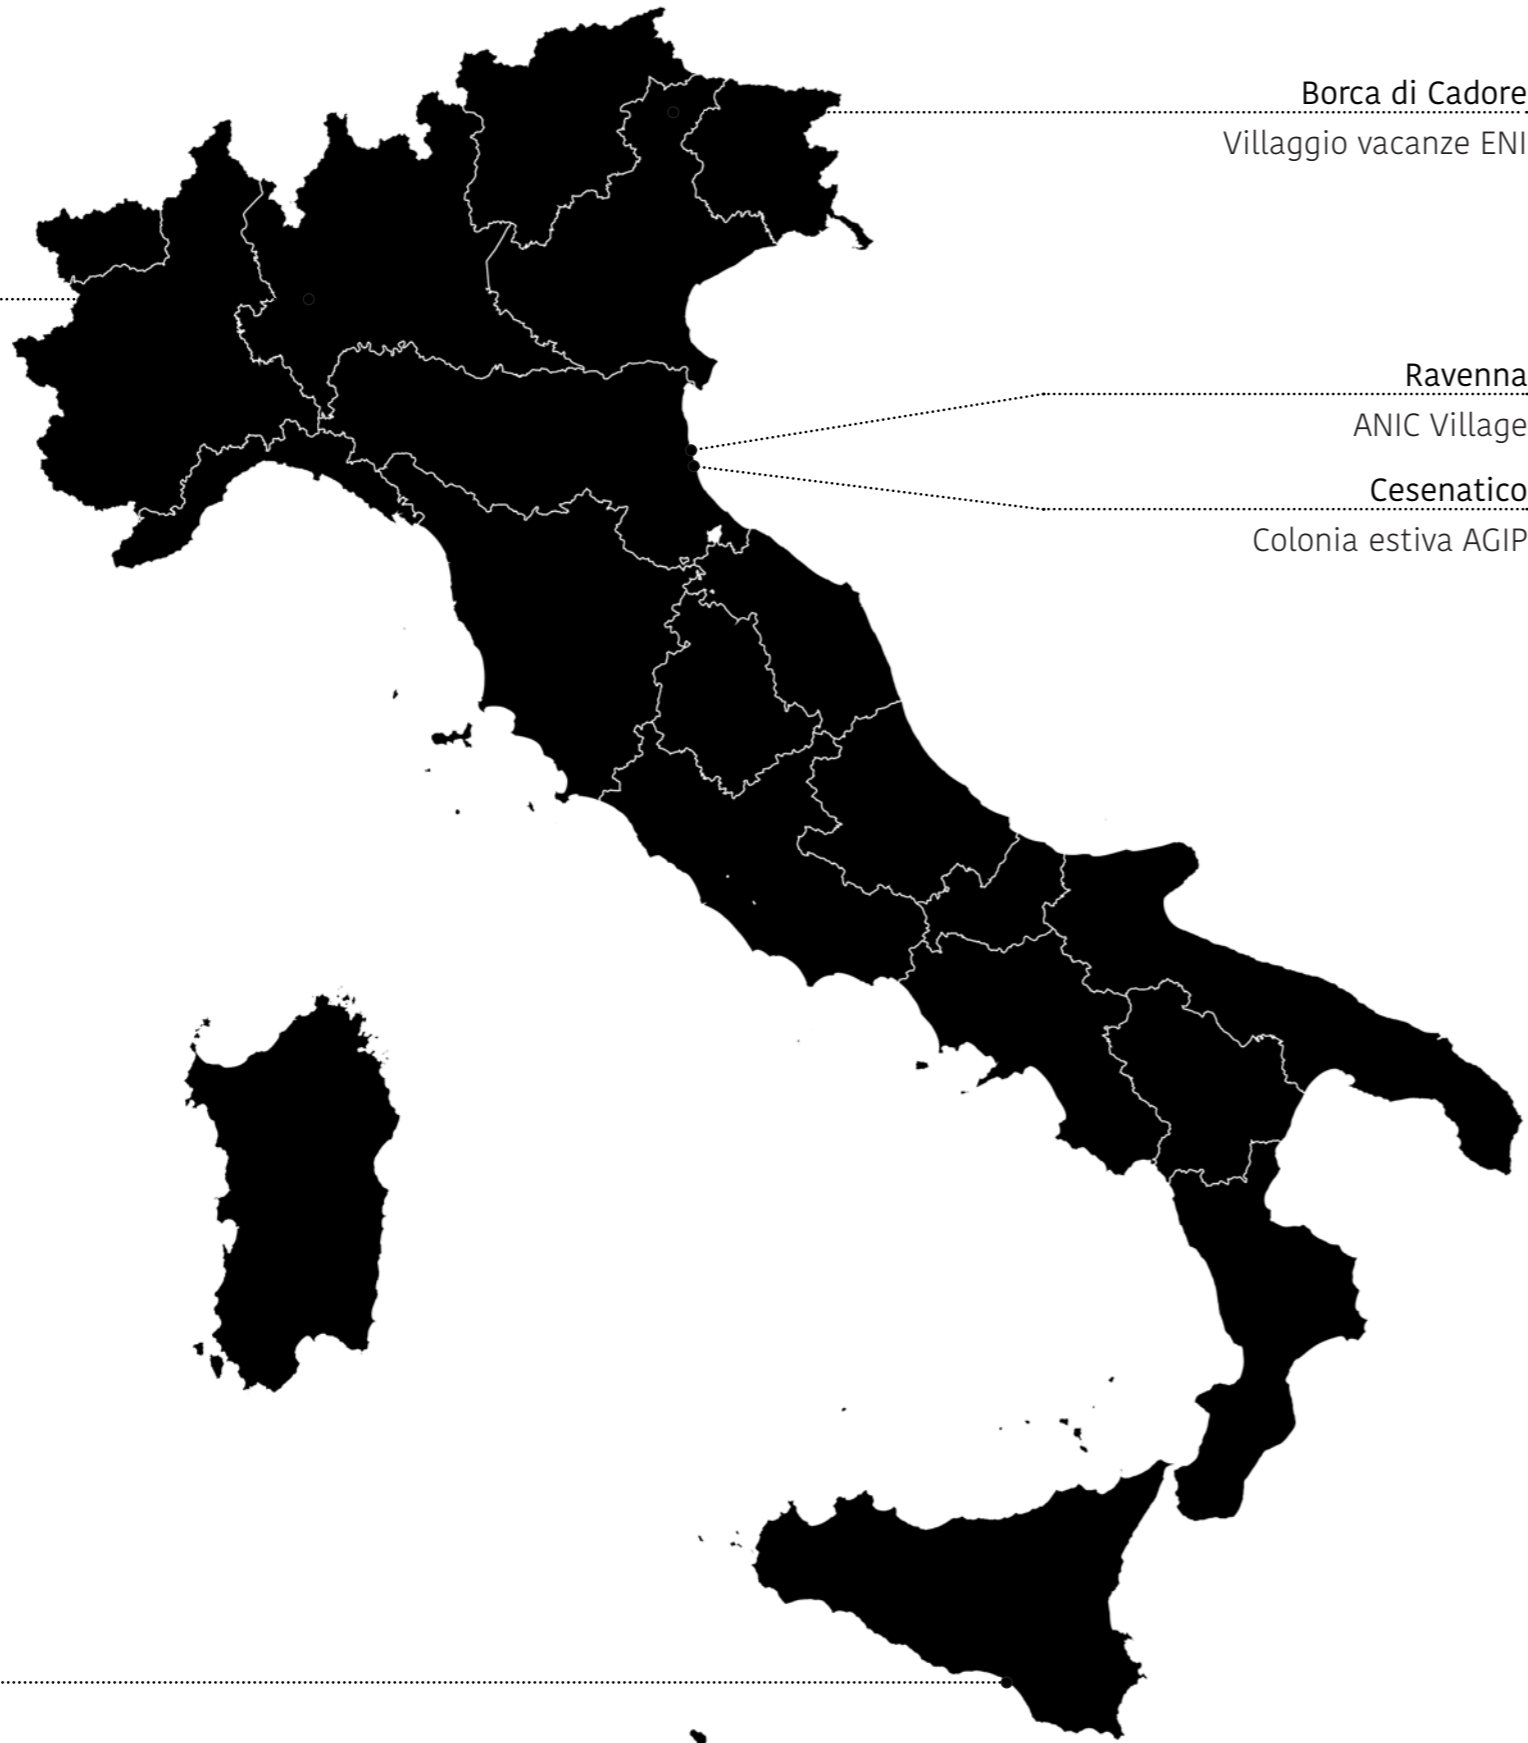 Borca di Cadore
Villaggio vacanze ENI
Ravenna
ANIC Village
Cesenatico
Colonia estiva AGIP